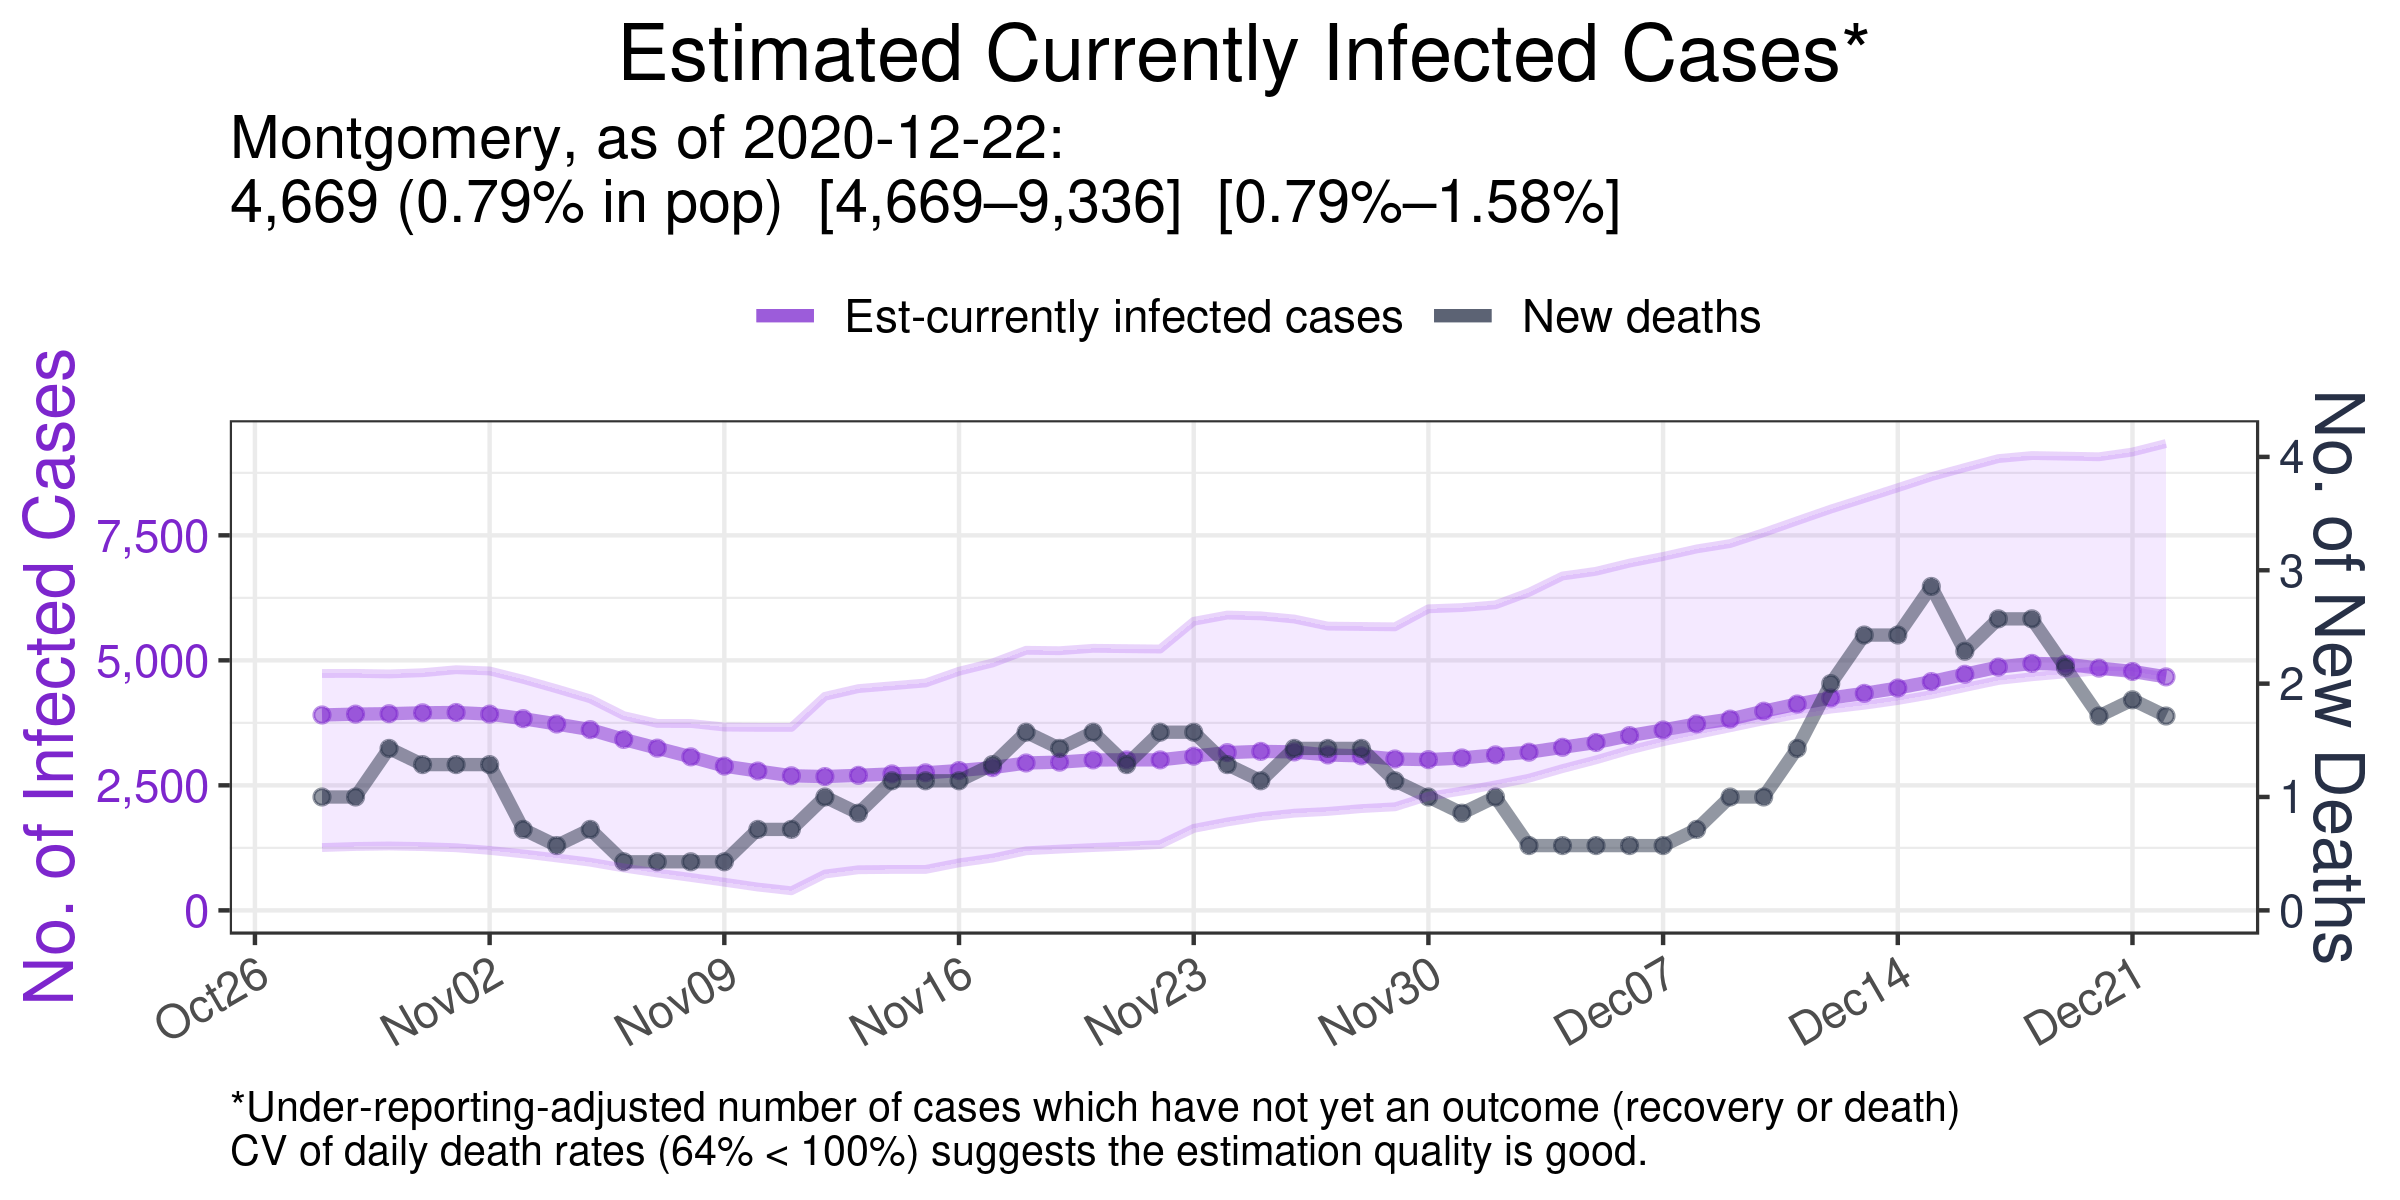 Estimated Currently Infected Cases*
Montgomery, as of 2020-12-22:
4,669 (0.79% in pop)  [4,669–9,336]  [0.79%–1.58%]
Est-currently infected cases
New deaths
No. of Infected Cases
7,500
5,000
2,500
0
No. of New Deaths
4
3
2
1
0
Oct26
Nov02
Nov09
Nov16
Nov23
Nov30
Dec07
Dec14
Dec21
*Under-reporting-adjusted number of cases which have not yet an outcome (recovery or death)
CV of daily death rates (64% < 100%) suggests the estimation quality is good.